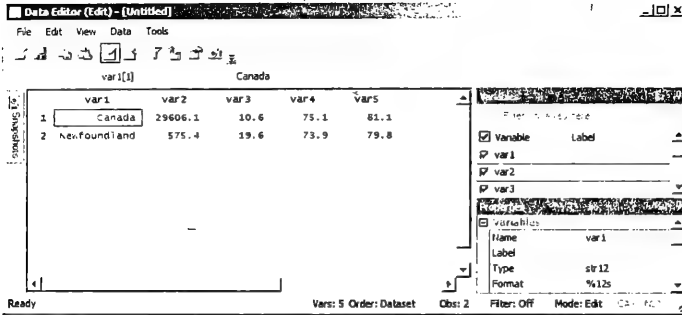 Data Editor (Edit) - [Untitled]
File Edit View Data Tools
var1[1] Canada
Snapshots
var1 var2 var3 var4 var5
1 Canada 29606.1 10.6 75.1 81.1
2 Newfoundland 575.4 19.6 73.9 79.8
Variable Label
var1
var2
var3
Properties
Variables
Name var1
Label
Type str12
Format %12s
Ready Vars: 5 Order: Dataset Obs: 2 Filter: Off Mode: Edit CAP NUM